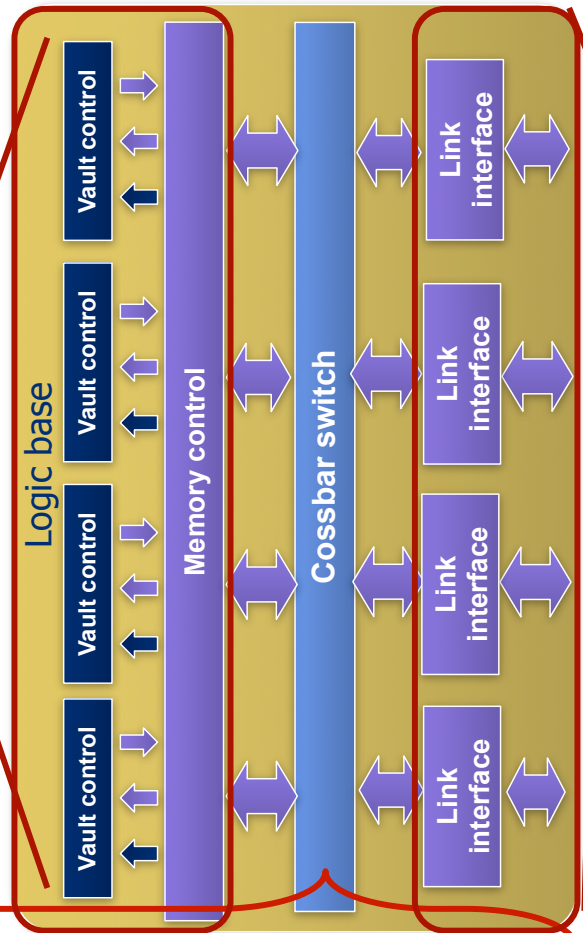 Logic base
Vault control
Vault control
Vault control
Vault control
Memory control
Cossbar switch
Link
interface
Link
interface
Link
interface
Link
interface